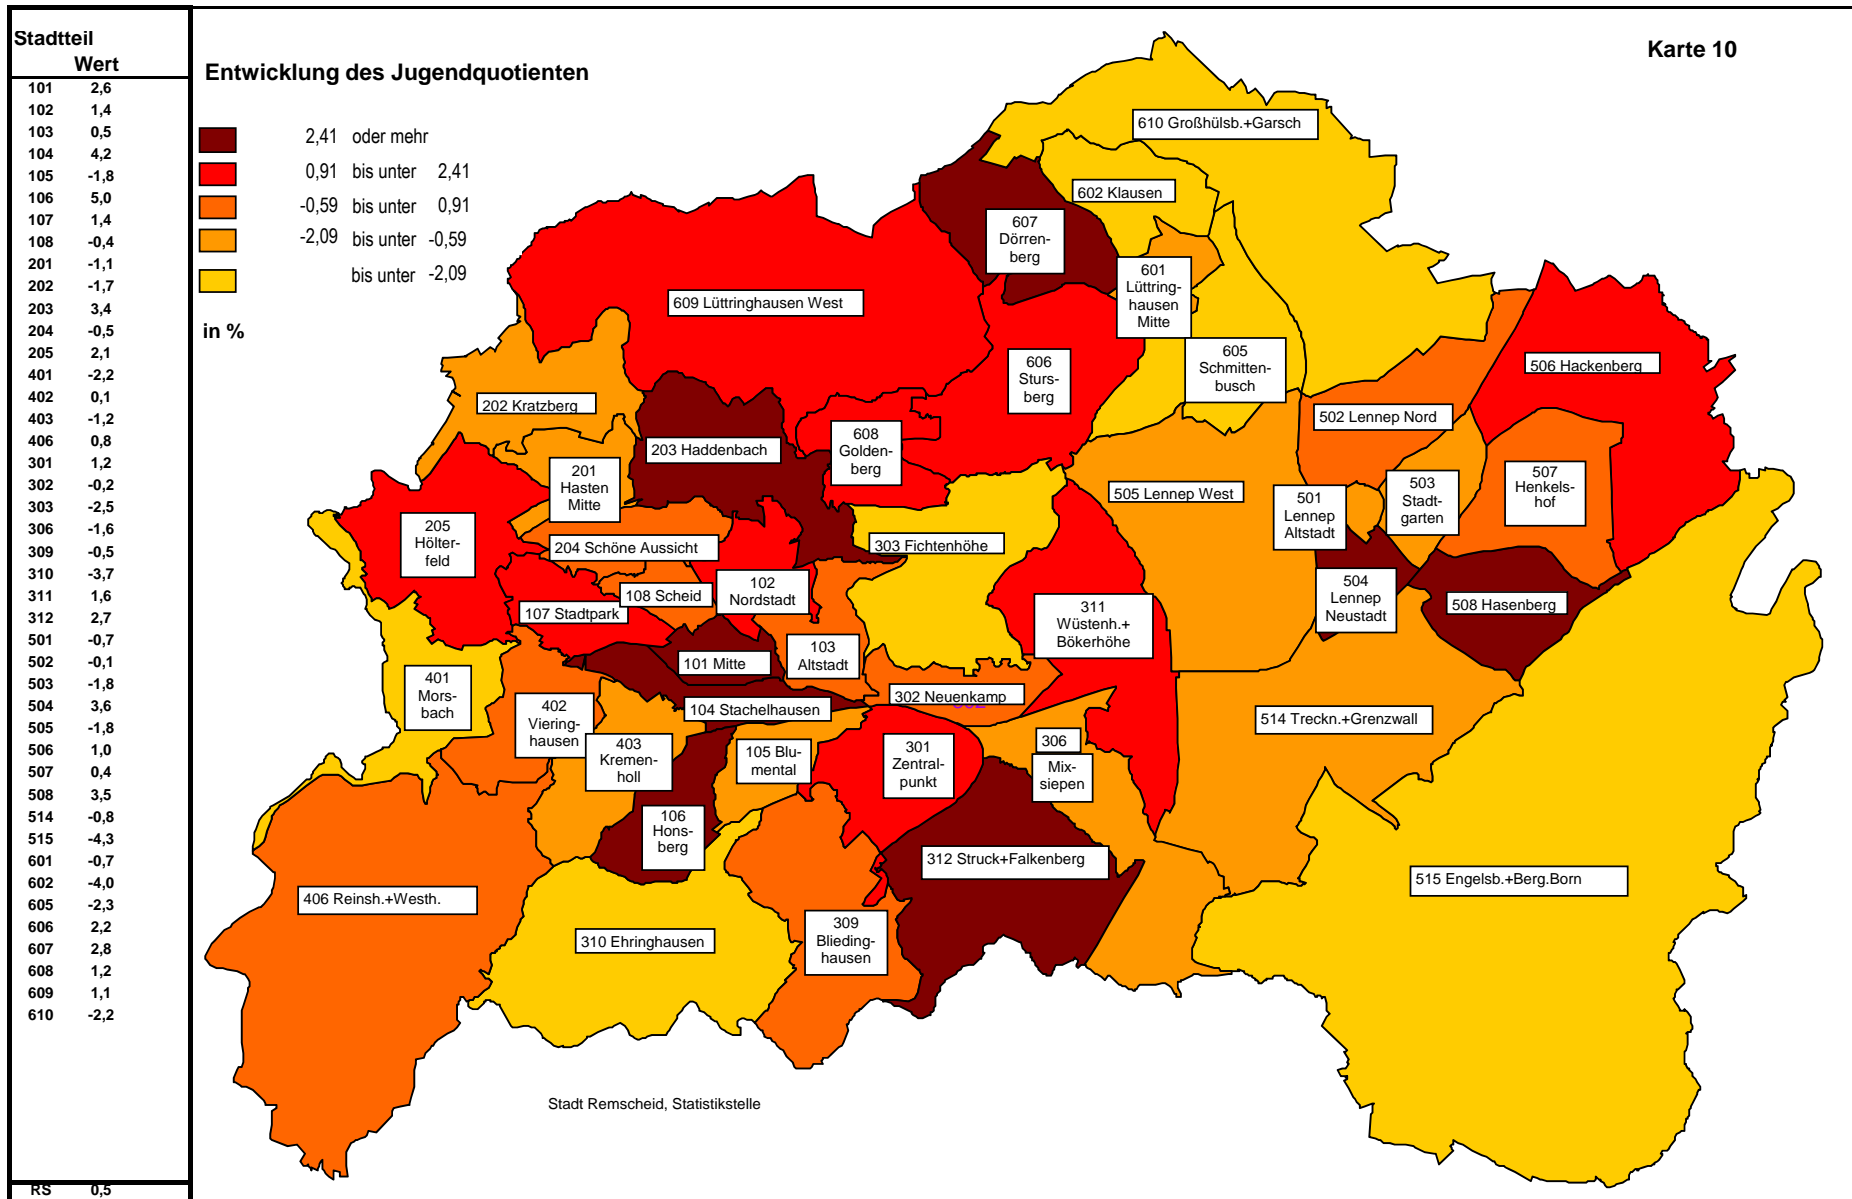 Stadtteil
Wert
101 2,6
102 1,4
103 0,5
104 4,2
105 -1,8
106 5,0
107 1,4
108 -0,4
201 -1,1
202 -1,7
203 3,4
204 -0,5
205 2,1
401 -2,2
402 0,1
403 -1,2
406 0,8
301 1,2
302 -0,2
303 -2,5
306 -1,6
309 -0,5
310 -3,7
311 1,6
312 2,7
501 -0,7
502 -0,1
503 -1,8
504 3,6
505 -1,8
506 1,0
507 0,4
508 3,5
514 -0,8
515 -4,3
601 -0,7
602 -4,0
605 -2,3
606 2,2
607 2,8
608 1,2
609 1,1
610 -2,2
RS 0,5
Entwicklung des Jugendquotienten
Karte 10
2,41 oder mehr
0,91 bis unter 2,41
-0,59 bis unter 0,91
-2,09 bis unter -0,59
bis unter -2,09
in %
610 Großhülsb.+Garsch
602 Klausen
607
Dörren-
berg
601
Lüttring-
hausen
Mitte
609 Lüttringhausen West
605
Schmitten-
busch
606
Sturs-
berg
506 Hackenberg
202 Kratzberg
502 Lennep Nord
203 Haddenbach
608
Golden-
berg
201
Hasten
Mitte
505 Lennep West
501
Lennep
Altstadt
503
Stadt-
garten
507
Henkels-
hof
205
Hölter-
feld
204 Schöne Aussicht
303 Fichtenhöhe
102
Nordstadt
108 Scheid
107 Stadtpark
311
Wüstenh.+
Bökerhöhe
504
Lennep
Neustadt
508 Hasenberg
101 Mitte
103
Altstadt
401
Mors-
bach
302 Neuenkamp
302
402
Viering-
hausen
104 Stachelhausen
514 Treckn.+Grenzwall
403
Kremen-
holl
105 Blu-
mental
301
Zentral-
punkt
306
Mix-
siepen
106
Hons-
berg
312 Struck+Falkenberg
515 Engelsb.+Berg.Born
406 Reinsh.+Westh.
310 Ehringhausen
309
Blieding-
hausen
Stadt Remscheid, Statistikstelle